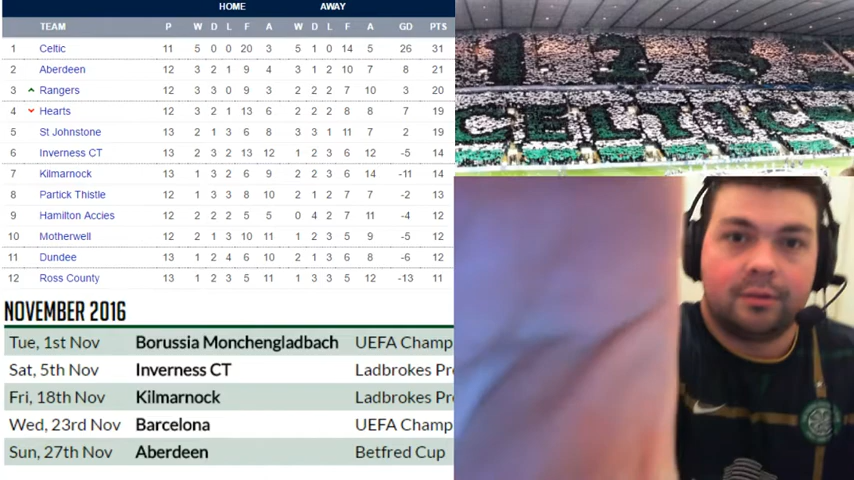 HOME AWAY
TEAM P W D L F A W D L F A GD PTS
1 Celtic 11 5 0 0 20 3 5 1 0 14 5 26 31
2 Aberdeen 12 3 2 1 9 4 3 1 2 10 7 8 21
3 Rangers 12 3 3 0 9 3 2 2 2 7 10 3 20
4 Hearts 12 3 2 1 13 6 2 2 2 8 8 7 19
5 St Johnstone 13 2 1 3 6 8 3 3 1 11 7 2 19
6 Inverness CT 13 2 3 2 13 12 1 2 3 6 12 -5 14
7 Kilmarnock 13 1 3 2 6 9 2 2 3 6 14 -11 14
8 Partick Thistle 12 1 3 3 8 10 2 1 2 7 7 -2 13
9 Hamilton Accies 12 2 2 2 5 5 0 4 2 7 11 -4 12
10 Motherwell 12 2 1 3 10 11 1 2 3 5 9 -5 12
11 Dundee 13 1 2 4 6 10 2 1 3 6 8 -6 12
12 Ross County 13 1 2 3 5 11 1 3 3 5 12 -13 11
125
CELTIC
NOVEMBER 2016
Tue, 1st Nov Borussia Monchengladbach UEFA Champ
Sat, 5th Nov Inverness CT Ladbrokes Pr
Fri, 18th Nov Kilmarnock Ladbrokes Pr
Wed, 23rd Nov Barcelona UEFA Champ
Sun, 27th Nov Aberdeen Betfred Cup